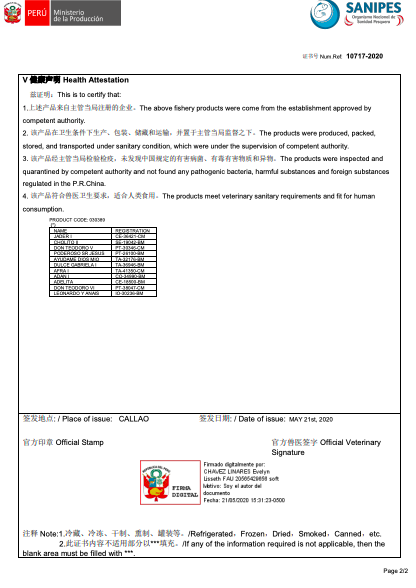 PERÚ
Ministerio
de la Producción
SANIPES
Organismo Nacional de
Sanidad Pesquera
证书号 Num.Ref: 10717-2020
V 健康声明 Health Attestation
兹证明：This is to certify that:
1.上述产品来自主管当局注册的企业。The above fishery products were come from the establishment approved by
competent authority.
2. 该产品在卫生条件下生产、包装、储藏和运输，并置于主管当局监督之下。The products were produced, packed,
stored, and transported under sanitary condition, which were under the supervision of competent authority.
3. 该产品经主管当局检验检疫，未发现中国规定的有害病菌、有毒有害物质和异物。The products were inspected and
quarantined by competent authority and not found any pathogenic bacteria, harmful substances and foreign substances
regulated in the P.R.China.
4. 该产品符合兽医卫生要求，适合人类食用。The products meet veterinary sanitary requirements and fit for human
consumption.
PRODUCT CODE: 030389
NAME REGISTRATION
JADER I CE-36421-CM
CHOLITO II SE-19042-BM
DON TEODORO V PT-30346-CM
PODEROSO SR JESUS PT-26100-BM
AYUDAME DIOS MIO TA-32176-BM
DULCE GABRIELA I TA-35946-BM
AFRA I TA-41350-CM
ADAN I CO-34990-BM
ADELITA CE-18509-BM
DON TEODORO VI PT-38047-CM
LEONARDO Y ANAIS IO-00236-BM
签发地点: / Place of issue: CALLAO 签发日期: / Date of issue: MAY 21st, 2020
官方印章 Official Stamp 官方兽医签字 Official Veterinary
Signature
FIRMA
DIGITAL
Firmado digitalmente por:
CHAVEZ LINARES Evelyn
Lisseth FAU 20565429656 soft
Motivo: Soy el autor del
documento
Fecha: 21/05/2020 15:31:23-0500
注释 Note:1.冷藏、冷冻、干制、熏制、罐装等。/Refrigerated，Frozen，Dried，Smoked，Canned，etc.
2.此证书内容不适用部分以***填充。/If any of the information required is not applicable, then the
blank area must be filled with ***.
Page 2/2